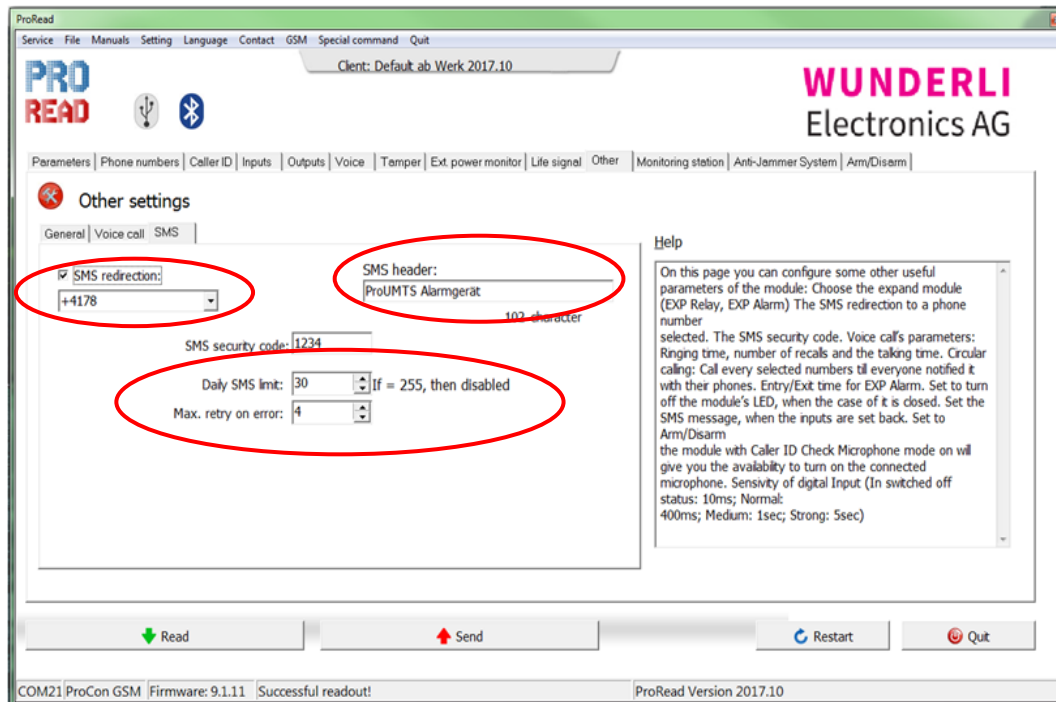 ProRead
Service File Manuals Setting Language Contact GSM Special command Quit
Client: Default ab Werk 2017.10
PRO
READ
WUNDERLI
Electronics AG
Parameters Phone numbers Caller ID Inputs Outputs Voice Tamper Ext. power monitor Life signal Other Monitoring station Anti-Jammer System Arm/Disarm
Other settings
General Voice call SMS
SMS redirection:
+4178
SMS header:
ProUMTS Alarmgerät
102 character
SMS security code: 1234
Daily SMS limit: 30 If = 255, then disabled
Max. retry on error: 4
Help
On this page you can configure some other useful
parameters of the module: Choose the expand module
(EXP Relay, EXP Alarm) The SMS redirection to a phone
number
selected. The SMS security code. Voice call's parameters:
Ringing time, number of recalls and the talking time. Circular
caling: Call every selected numbers til everyone notified it
with their phones. Entry/Exit time for EXP Alarm. Set to turn
off the module's LED, when the case of it is closed. Set the
SMS message, when the inputs are set back. Set to
Arm/Disarm
the module with Caller ID Check Microphone mode on will
give you the availablity to turn on the connected
microphone. Sensivity of digital Input (In switched off
status: 10ms; Normal:
400ms; Medium: 1sec; Strong: 5sec)
Read
Send
Restart
Quit
COM21 ProCon GSM Firmware: 9.1.11 Successful readout! ProRead Version 2017.10